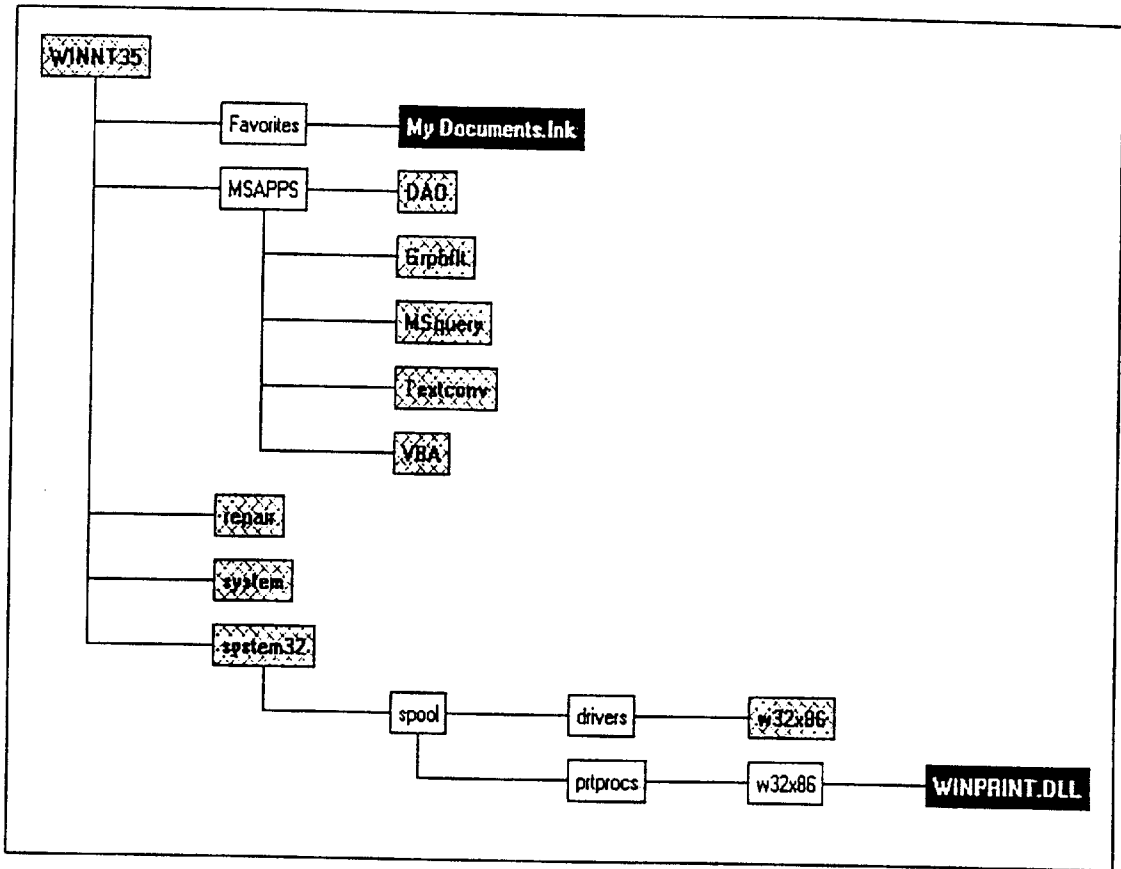 WINNT35
Favorites
My Documents.lnk
MSAPPS
DAO
Grphflt
MSquery
Textconv
VBA
repair
system
system32
spool
drivers
w32x86
prtprocs
w32x86
WINPRINT.DLL